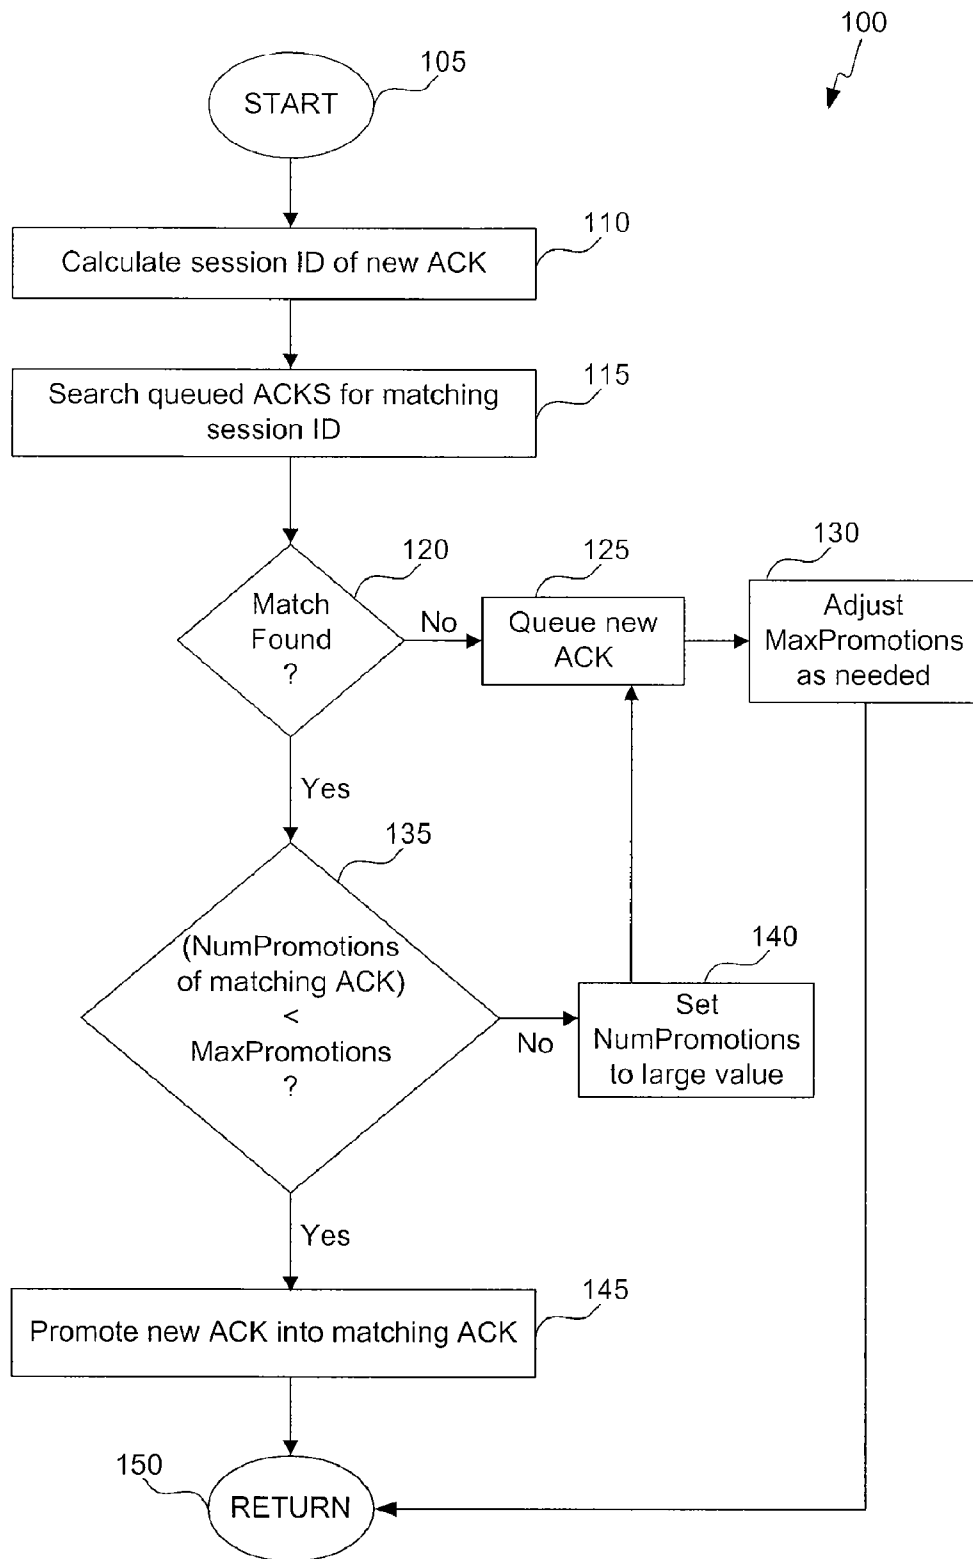 100
105
START
110
Calculate session ID of new ACK
115
Search queued ACKS for matching
session ID
120
Match
Found
?
No
125
Queue new
ACK
130
Adjust
MaxPromotions
as needed
Yes
135
(NumPromotions
of matching ACK)
<
MaxPromotions
?
No
140
Set
NumPromotions
to large value
Yes
145
Promote new ACK into matching ACK
150
RETURN